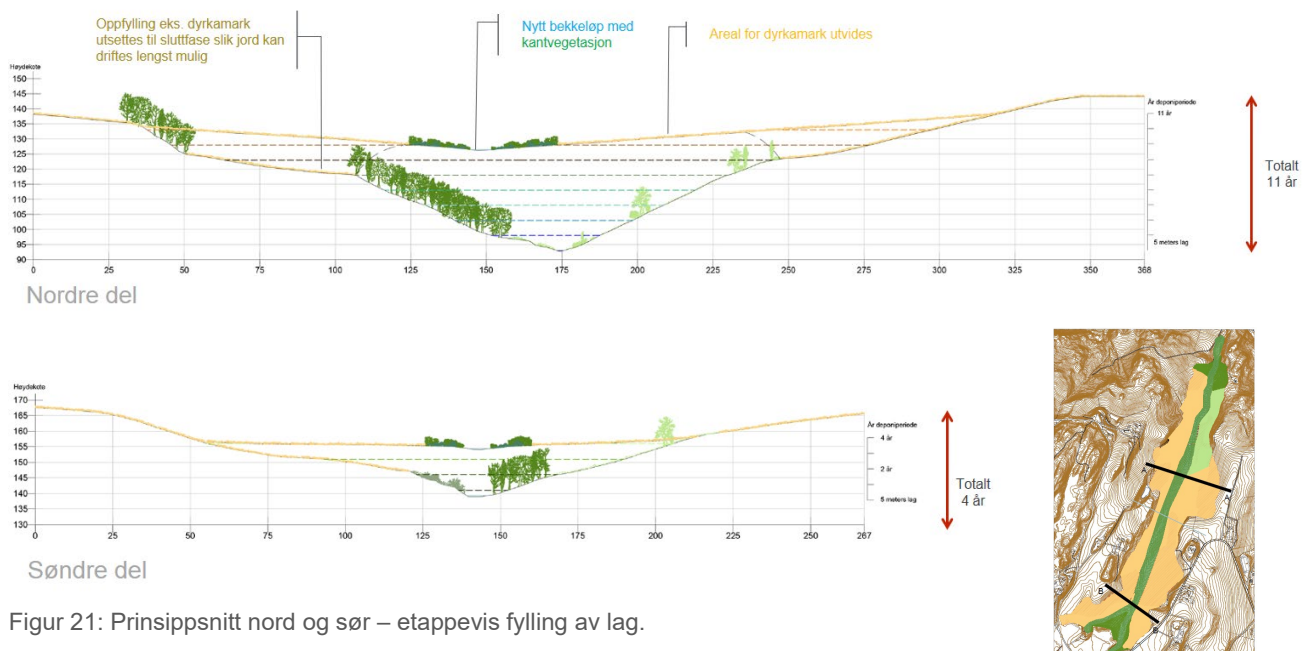 Oppfylling eks. dyrkamark
utsettes til sluttfase slik jord kan
driftes lengst mulig
Nytt bekkeløp med
kantvegetasjon
Areal for dyrkamark utvides
Høydekote
150
145
140
135
130
125
120
115
110
105
100
95
90
0 25 50 75 100 125 150 175 200 225 250 275 300 325 350 368
År deponiperiode
11 år
5 meters lag
Totalt
11 år
Nordre del
Høydekote
170
165
160
155
150
145
140
135
130
0 25 50 75 100 125 150 175 200 225 250 267
År deponiperiode
4 år
2 år
5 meters lag
Totalt
4 år
Søndre del
A
A
B
B
Figur 21: Prinsippsnitt nord og sør – etappevis fylling av lag.